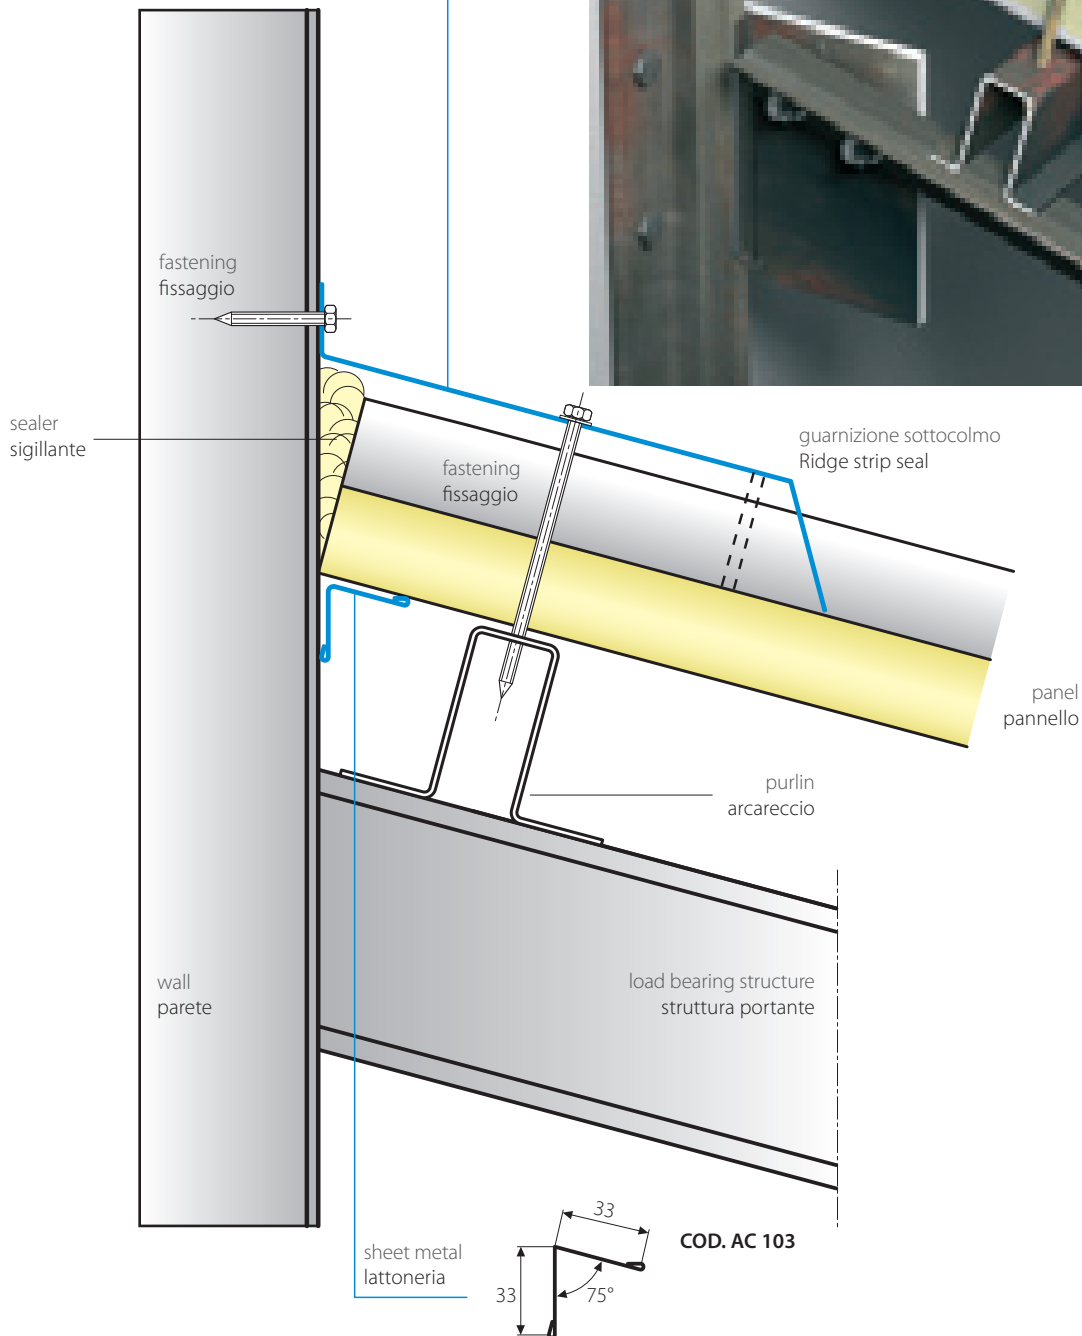 fastening
fissaggio
sealer
sigillante
fastening
fissaggio
guarnizione sottocolmo
Ridge strip seal
panel
pannello
purlin
arcareccio
wall
parete
load bearing structure
struttura portante
sheet metal
lattoneria
33
COD. AC 103
33
75°